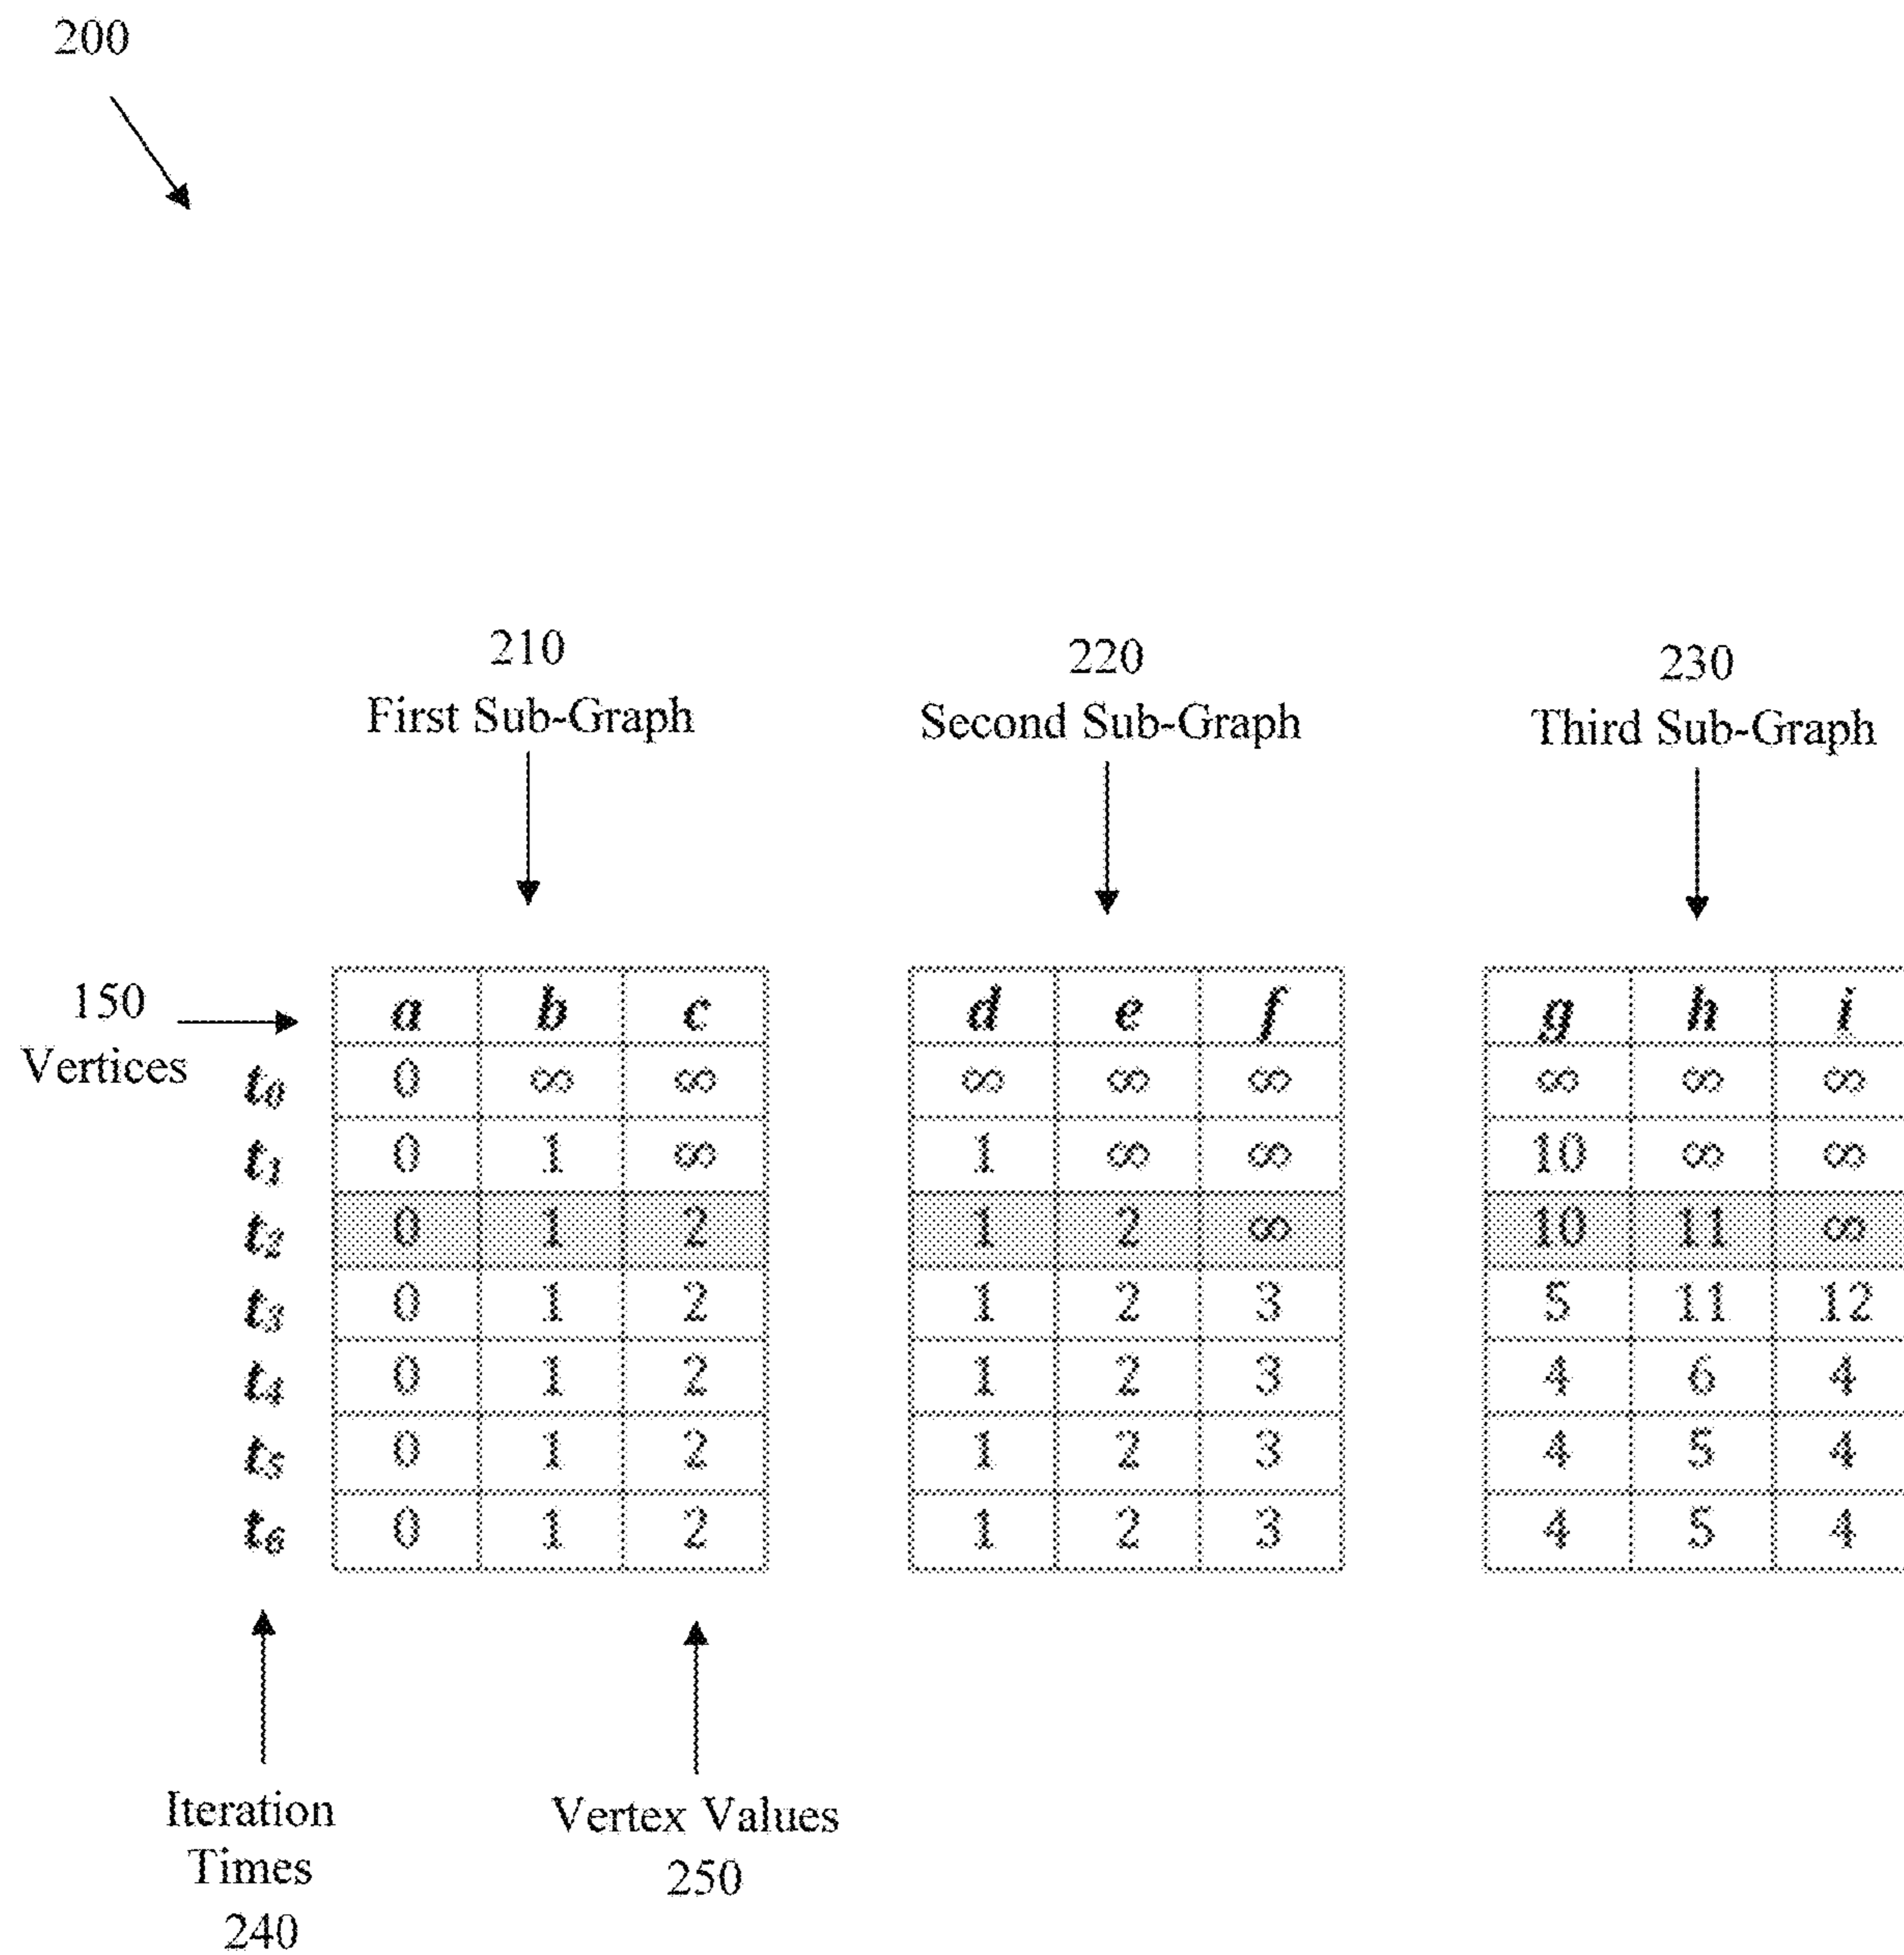 200
210
First Sub-Graph
220
Second Sub-Graph
230
Third Sub-Graph
150
Vertices
a b c d e f g h i
t0 0 ∞ ∞ ∞ ∞ ∞ ∞ ∞ ∞
t1 0 1 ∞ 1 ∞ ∞ 10 ∞ ∞
t2 0 1 2 1 2 ∞ 10 11 ∞
t3 0 1 2 1 2 3 5 11 12
t4 0 1 2 1 2 3 4 6 4
t5 0 1 2 1 2 3 4 5 4
t6 0 1 2 1 2 3 4 5 4
Iteration
Times
240
Vertex Values
250